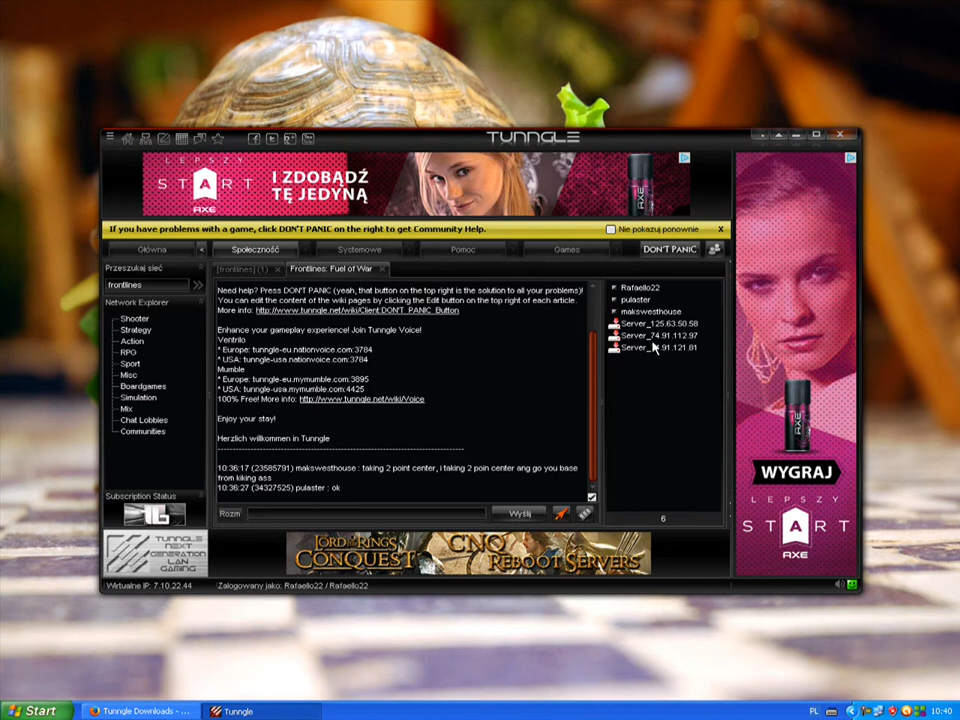 TUNNGLE
LEPSZY
START
AXE
I ZDOBĄDŹ
TĘ JEDYNĄ
If you have problems with a game, click DON'T PANIC on the right to get Community Help.
Nie pokazuj ponownie
X
Główna
<
Społeczność
Systemowe
Pomoc
Games
DON'T PANIC
Przeszukaj sieć
frontlines
Network Explorer
Shooter
Strategy
Action
RPG
Sport
Misc
Boardgames
Simulation
Mix
Chat Lobbies
Communities
Subscription Status
TUNNGLE
NEXT
GENERATION
LAN
GAMING
[frontlines] (1) x
Frontlines: Fuel of War x
Need help? Press DON'T PANIC (yeah, that button on the top right is the solution to all your problems)!
You can edit the content of the wiki pages by clicking the Edit button on the top right of each article.
More info: http://www.tunngle.net/wiki/Client:DON'T_PANIC_Button
Enhance your gameplay experience! Join Tunngle Voice!
Ventrilo
* Europe: tunngle-eu.nationvoice.com:3784
* USA: tunngle-usa.nationvoice.com:3784
Mumble
* Europe: tunngle-eu.mymumble.com:3895
* USA: tunngle-usa.mymumble.com:4425
100% Free! More info: http://www.tunngle.net/wiki/Voice
Enjoy your stay!
Herzlich willkommen in Tunngle
10:36:17 (23585791) makswesthouse : taking 2 point center, i taking 2 poin center ang go you base
from kiking ass
10:36:27 (34327525) pulaster : ok
Rozm
Wyślij
Rafaello22
pulaster
makswesthouse
Server_125.63.50.58
Server_74.91.112.97
6
THE LORD OF THE RINGS
CONQUEST
CNQ
REBOOT SERVERS
AXE
WYGRAJ
LEPSZY
START
AXE
Wirtualne IP: 7.10.22.44
Zalogowany jako: Rafaello22 / Rafaello22
Start
Tunngle Downloads - ...
Tunngle
PL
10:40